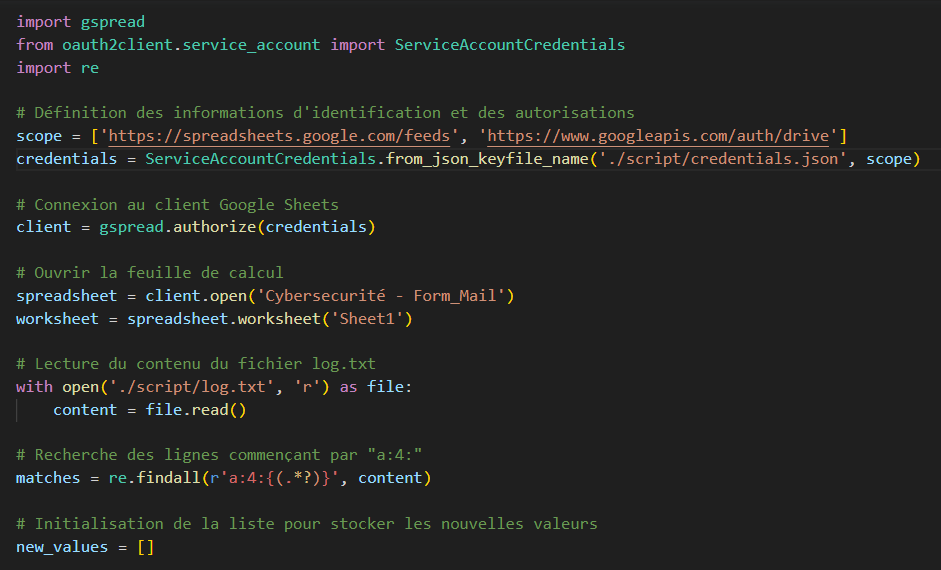 import gspread
from oauth2client.service_account import ServiceAccountCredentials
import re

# Définition des informations d'identification et des autorisations
scope = ['https://spreadsheets.google.com/feeds', 'https://www.googleapis.com/auth/drive']
credentials = ServiceAccountCredentials.from_json_keyfile_name('./script/credentials.json', scope)

# Connexion au client Google Sheets
client = gspread.authorize(credentials)

# Ouvrir la feuille de calcul
spreadsheet = client.open('Cybersecurité - Form_Mail')
worksheet = spreadsheet.worksheet('Sheet1')

# Lecture du contenu du fichier log.txt
with open('./script/log.txt', 'r') as file:
    content = file.read()

# Recherche des lignes commençant par "a:4:"
matches = re.findall(r'a:4:{(.*?)}', content)

# Initialisation de la liste pour stocker les nouvelles valeurs
new_values = []